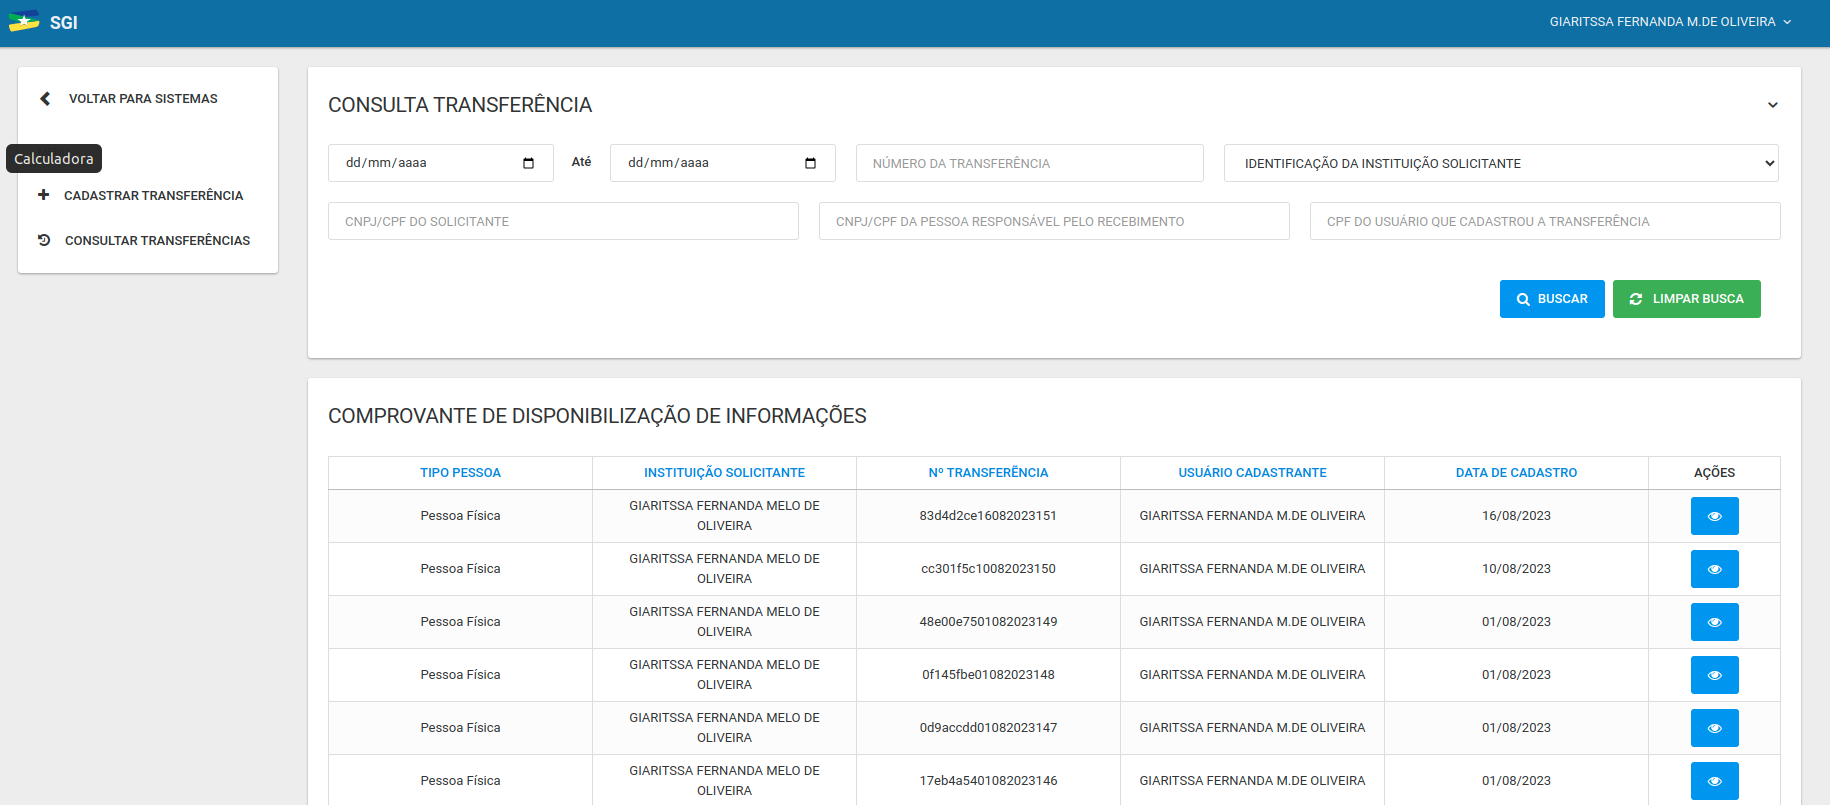 SGI
GIARITSSA FERNANDA M.DE OLIVEIRA
VOLTAR PARA SISTEMAS
Calculadora
CADASTRAR TRANSFERÊNCIA
CONSULTAR TRANSFERÊNCIAS
CONSULTA TRANSFERÊNCIA
dd/mm/aaaa Até dd/mm/aaaa NÚMERO DA TRANSFERÊNCIA IDENTIFICAÇÃO DA INSTITUIÇÃO SOLICITANTE
CNPJ/CPF DO SOLICITANTE CNPJ/CPF DA PESSOA RESPONSÁVEL PELO RECEBIMENTO CPF DO USUÁRIO QUE CADASTROU A TRANSFERÊNCIA
BUSCAR LIMPAR BUSCA
COMPROVANTE DE DISPONIBILIZAÇÃO DE INFORMAÇÕES
TIPO PESSOA INSTITUIÇÃO SOLICITANTE Nº TRANSFERÊNCIA USUÁRIO CADASTRANTE DATA DE CADASTRO AÇÕES
Pessoa Física GIARITSSA FERNANDA MELO DE OLIVEIRA 83d4d2ce16082023151 GIARITSSA FERNANDA M.DE OLIVEIRA 16/08/2023
Pessoa Física GIARITSSA FERNANDA MELO DE OLIVEIRA cc301f5c10082023150 GIARITSSA FERNANDA M.DE OLIVEIRA 10/08/2023
Pessoa Física GIARITSSA FERNANDA MELO DE OLIVEIRA 48e00e7501082023149 GIARITSSA FERNANDA M.DE OLIVEIRA 01/08/2023
Pessoa Física GIARITSSA FERNANDA MELO DE OLIVEIRA 0f145fbe01082023148 GIARITSSA FERNANDA M.DE OLIVEIRA 01/08/2023
Pessoa Física GIARITSSA FERNANDA MELO DE OLIVEIRA 0d9accdd01082023147 GIARITSSA FERNANDA M.DE OLIVEIRA 01/08/2023
Pessoa Física GIARITSSA FERNANDA MELO DE OLIVEIRA 17eb4a5401082023146 GIARITSSA FERNANDA M.DE OLIVEIRA 01/08/2023